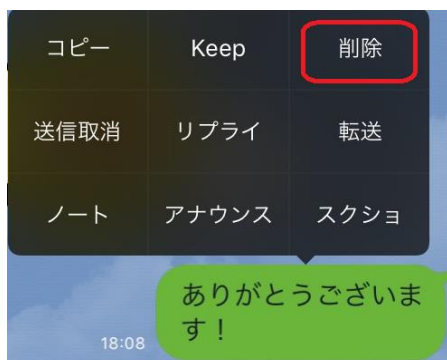 コピー Keep 削除
送信取消 リプライ 転送
ノート アナウンス スクショ
ありがとうございま
す！
18:08